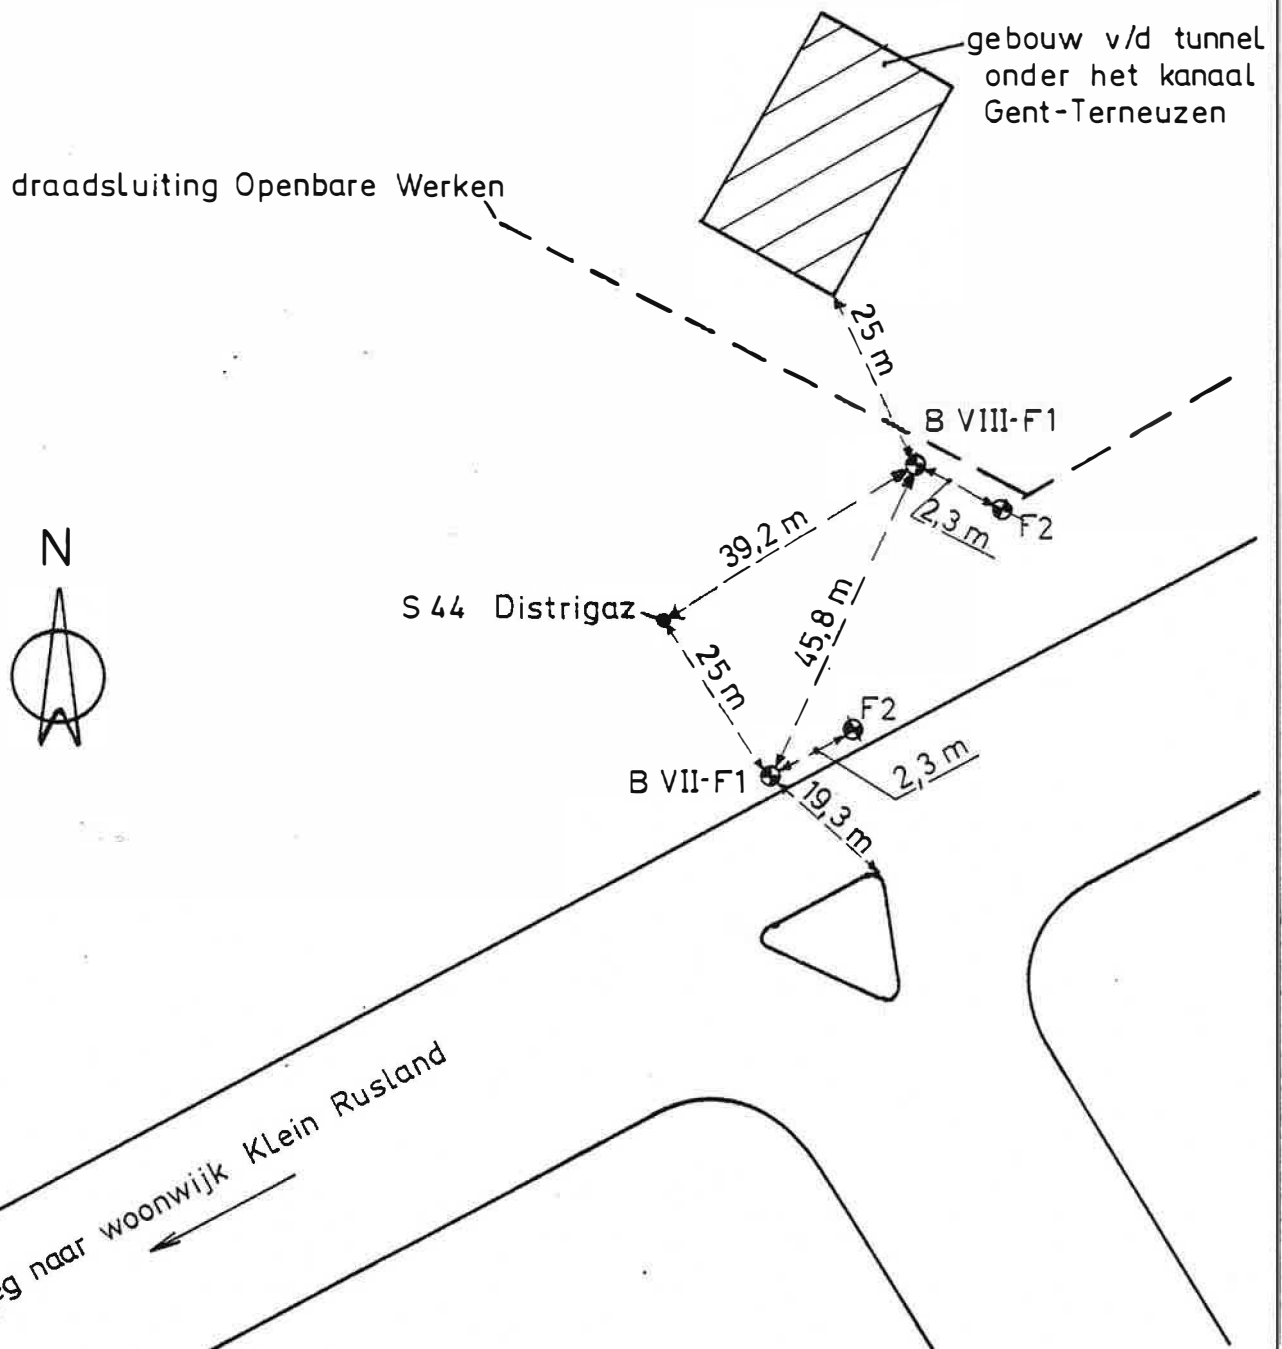 gebouw v/d tunnel
onder het kanaal
Gent-Terneuzen
draadsluiting Openbare Werken
25 m
B VIII-F1
F2
2,3 m
39,2 m
N
S 44 Distrigaz
45,8 m
25 m
F2
B VII-F1
2,3 m
19,3 m
naar woonwijk Klein Rusland